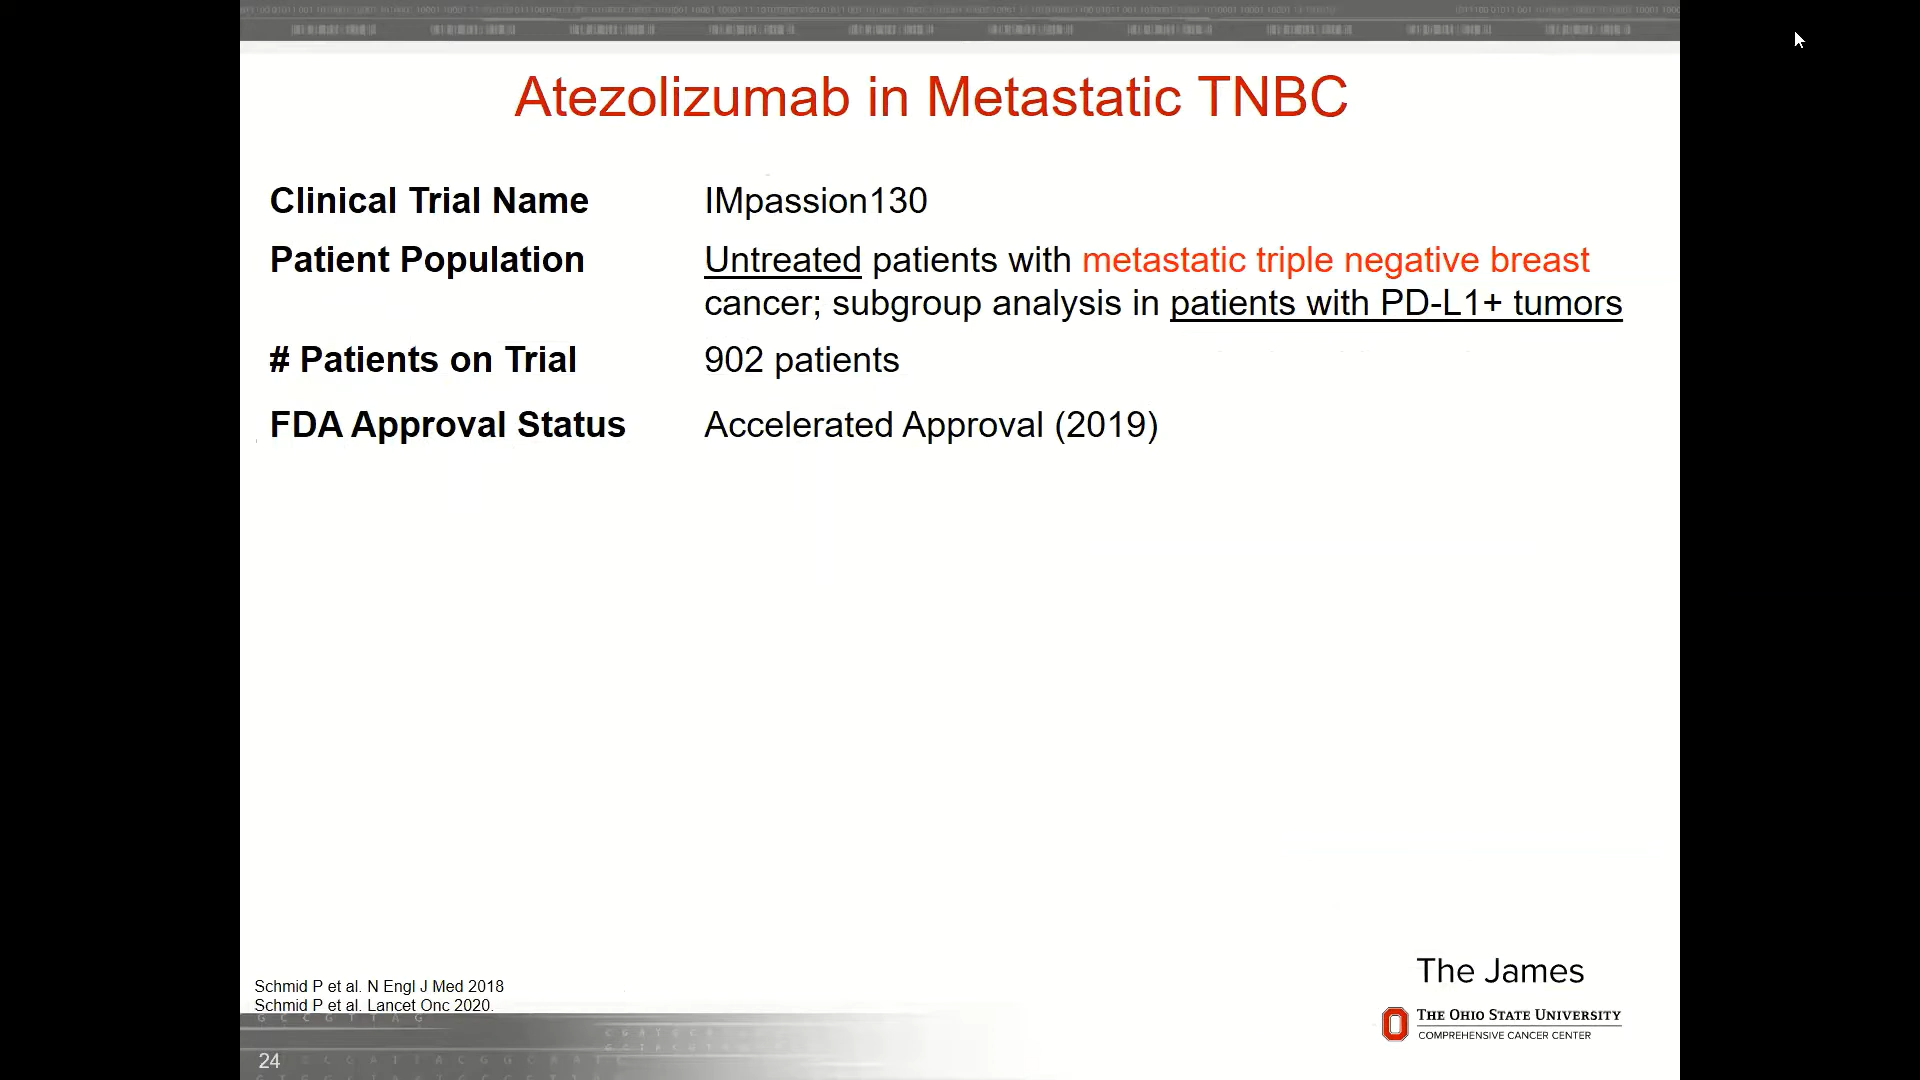 Atezolizumab in Metastatic TNBC
Clinical Trial Name IMpassion130
Patient Population Untreated patients with metastatic triple negative breast
cancer; subgroup analysis in patients with PD-L1+ tumors
# Patients on Trial 902 patients
FDA Approval Status Accelerated Approval (2019)
Schmid P et al. N Engl J Med 2018
Schmid P et al. Lancet Onc 2020.
The James
THE OHIO STATE UNIVERSITY
COMPREHENSIVE CANCER CENTER
24